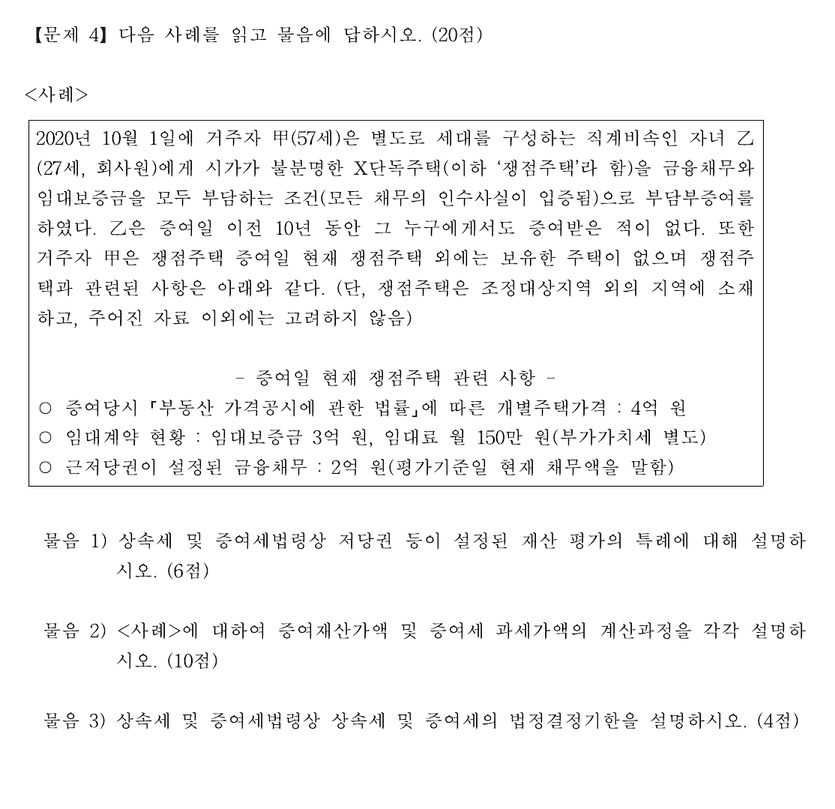 【문제 4】 다음 사례를 읽고 물음에 답하시오. (20점)
<사례>
2020년 10월 1일에 거주자 甲(57세)은 별도로 세대를 구성하는 직계비속인 자녀 乙
(27세, 회사원)에게 시가가 불분명한 X단독주택(이하 '쟁점주택'라 함)을 금융채무와
임대보증금을 모두 부담하는 조건(모든 채무의 인수사실이 입증됨)으로 부담부증여를
하였다. 乙은 증여일 이전 10년 동안 그 누구에게서도 증여받은 적이 없다. 또한
거주자 甲은 쟁점주택 증여일 현재 쟁점주택 외에는 보유한 주택이 없으며 쟁점주
택과 관련된 사항은 아래와 같다. (단, 쟁점주택은 조정대상지역 외의 지역에 소재
하고, 주어진 자료 이외에는 고려하지 않음)
- 증여일 현재 쟁점주택 관련 사항 -
○ 증여당시 「부동산 가격공시에 관한 법률」에 따른 개별주택가격 : 4억 원
○ 임대계약 현황 : 임대보증금 3억 원, 임대료 월 150만 원(부가가치세 별도)
○ 근저당권이 설정된 금융채무 : 2억 원(평가기준일 현재 채무액을 말함)
물음 1) 상속세 및 증여세법령상 저당권 등이 설정된 재산 평가의 특례에 대해 설명하
시오. (6점)
물음 2) <사례>에 대하여 증여재산가액 및 증여세 과세가액의 계산과정을 각각 설명하
시오. (10점)
물음 3) 상속세 및 증여세법령상 상속세 및 증여세의 법정결정기한을 설명하시오. (4점)